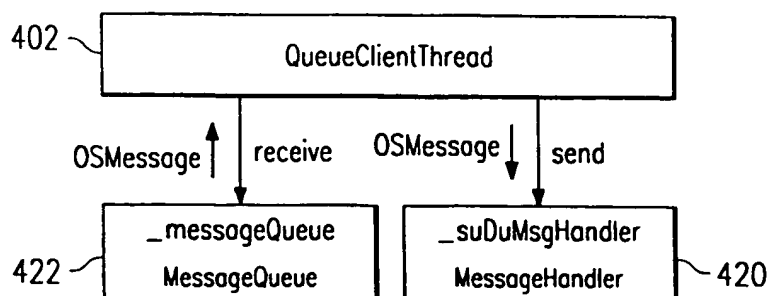 402
QueueClientThread
OSMessage
receive
OSMessage
send
_messageQueue
MessageQueue
_suDuMsgHandler
MessageHandler
422
420